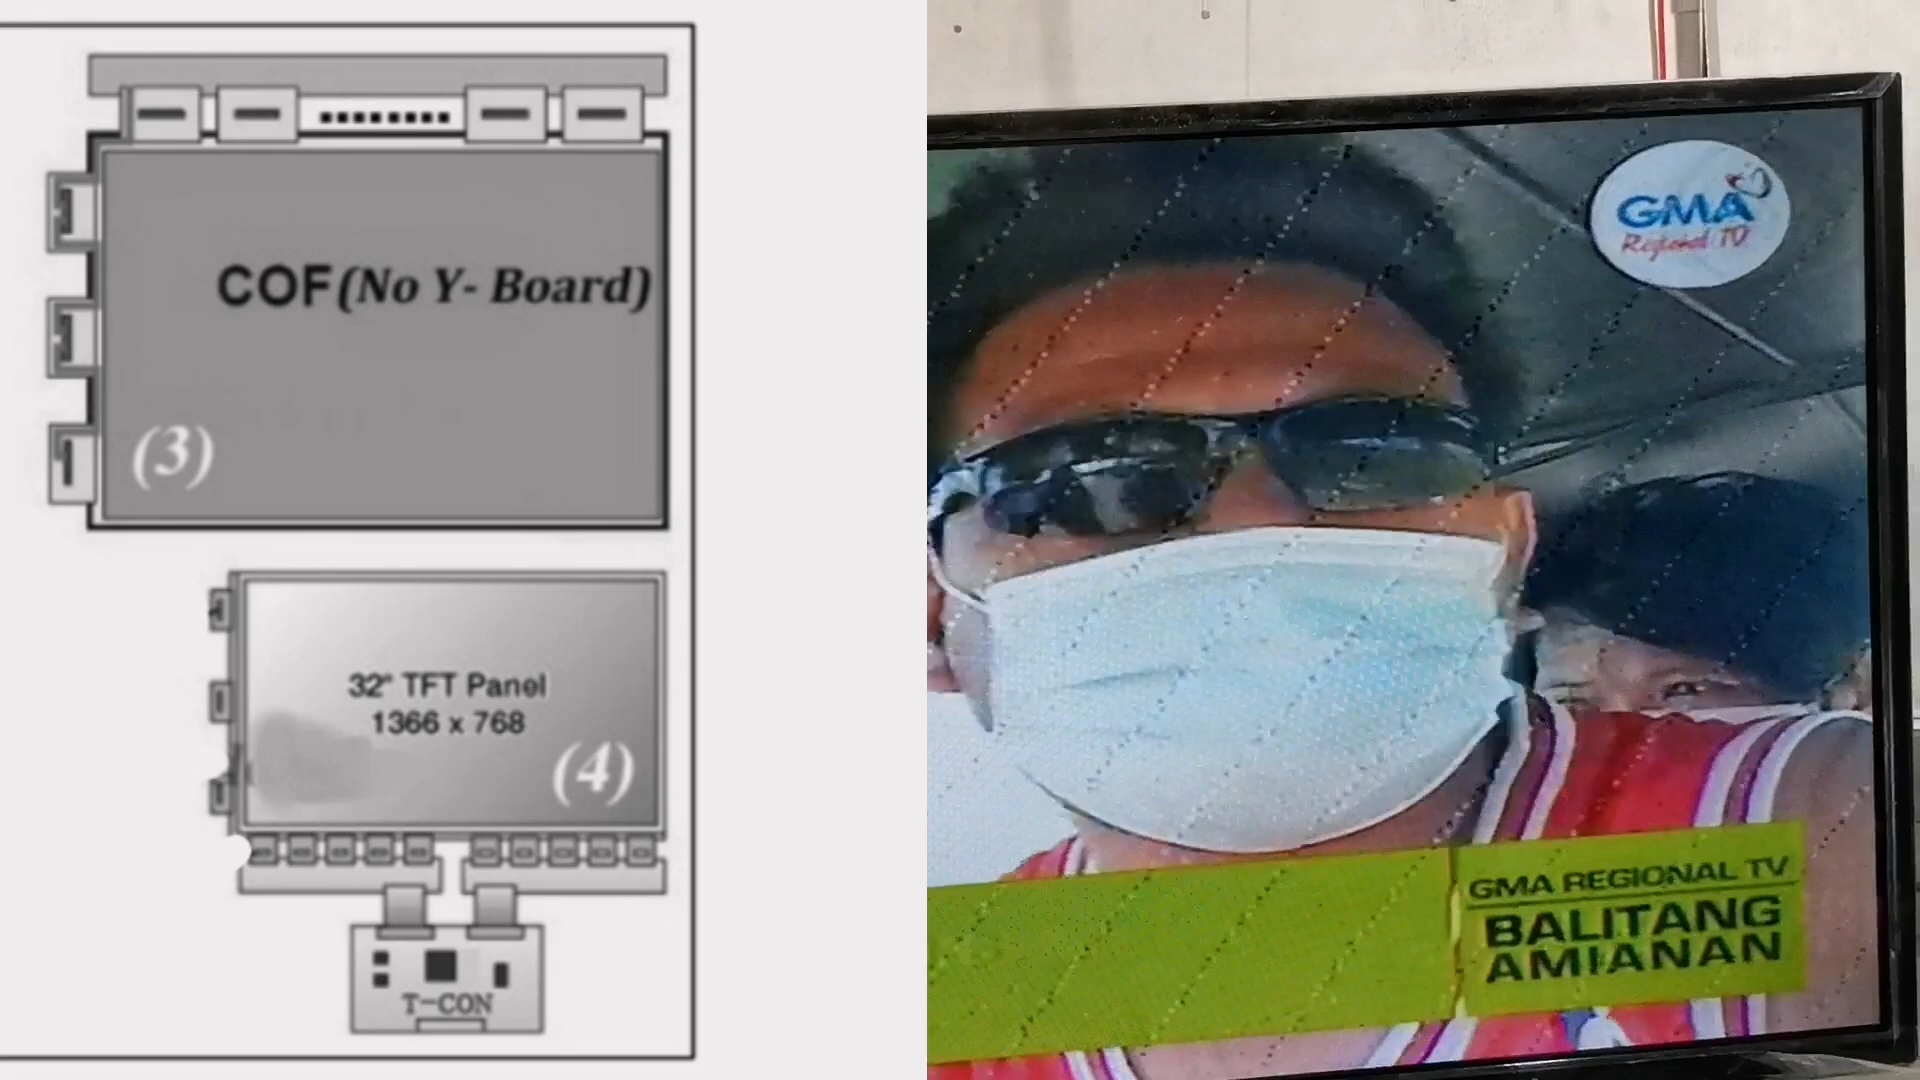 COF(No Y- Board)
(3)
32" TFT Panel
1366 x 768
(4)
T-CON
GMA
Regional TV
GMA REGIONAL TV
BALITANG
AMIANAN